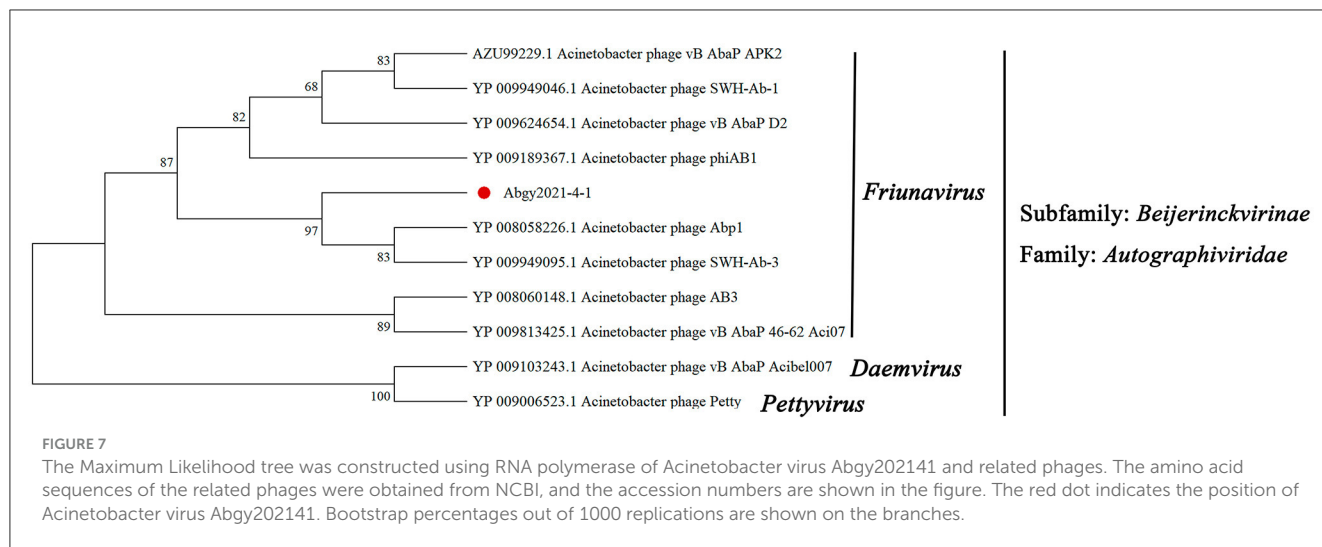 83
AZU99229.1 Acinetobacter phage vB AbaP APK2
68
YP 009949046.1 Acinetobacter phage SWH-Ab-1
82
YP 009624654.1 Acinetobacter phage vB AbaP D2
87
YP 009189367.1 Acinetobacter phage phiAB1
Abgy2021-4-1
97
YP 008058226.1 Acinetobacter phage Abp1
83
YP 009949095.1 Acinetobacter phage SWH-Ab-3
YP 008060148.1 Acinetobacter phage AB3
89
YP 009813425.1 Acinetobacter phage vB AbaP 46-62 Aci07
YP 009103243.1 Acinetobacter phage vB AbaP Acibel007
100
YP 009006523.1 Acinetobacter phage Petty
Friunavirus
Daemvirus
Pettyvirus
Subfamily: Beijerinckvirinae
Family: Autographiviridae
FIGURE 7
The Maximum Likelihood tree was constructed using RNA polymerase of Acinetobacter virus Abgy202141 and related phages. The amino acid
sequences of the related phages were obtained from NCBI, and the accession numbers are shown in the figure. The red dot indicates the position of
Acinetobacter virus Abgy202141. Bootstrap percentages out of 1000 replications are shown on the branches.